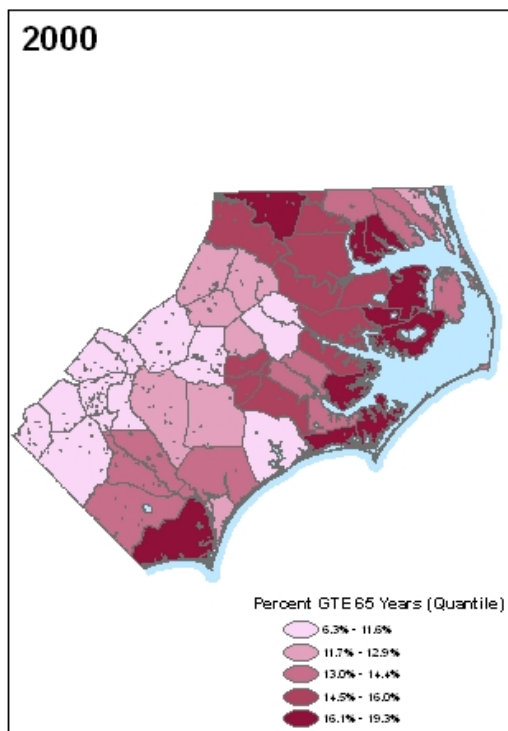 2000
Percent GTE 65 Years (Quantile)
6.3% - 11.6%
11.7% - 12.9%
13.0% - 14.4%
14.5% - 16.0%
16.1% - 19.3%